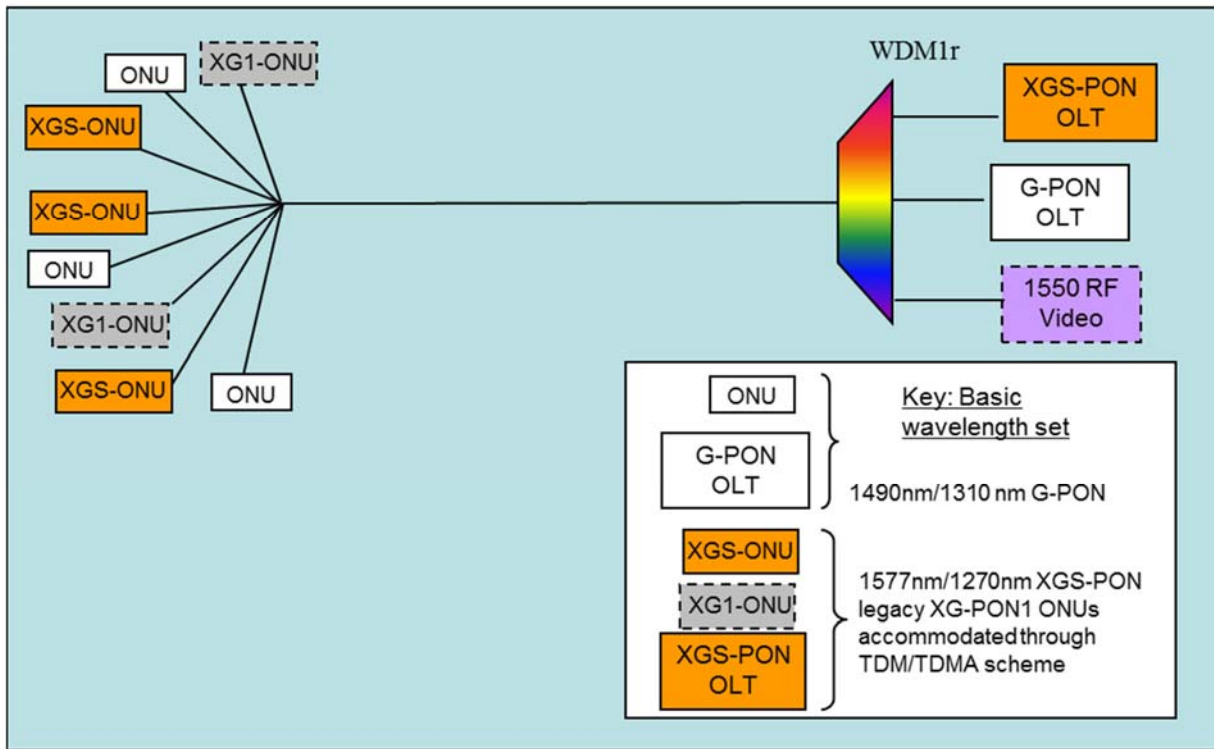 XG1-ONU
ONU
XGS-ONU
XGS-ONU
ONU
XG1-ONU
XGS-ONU
ONU
WDM1r
XGS-PON
OLT
G-PON
OLT
1550 RF
Video
ONU
G-PON
OLT
Key: Basic
wavelength set
1490nm/1310 nm G-PON
XGS-ONU
XG1-ONU
XGS-PON
OLT
1577nm/1270nm XGS-PON
legacy XG-PON1 ONUs
accommodated through
TDM/TDMA scheme